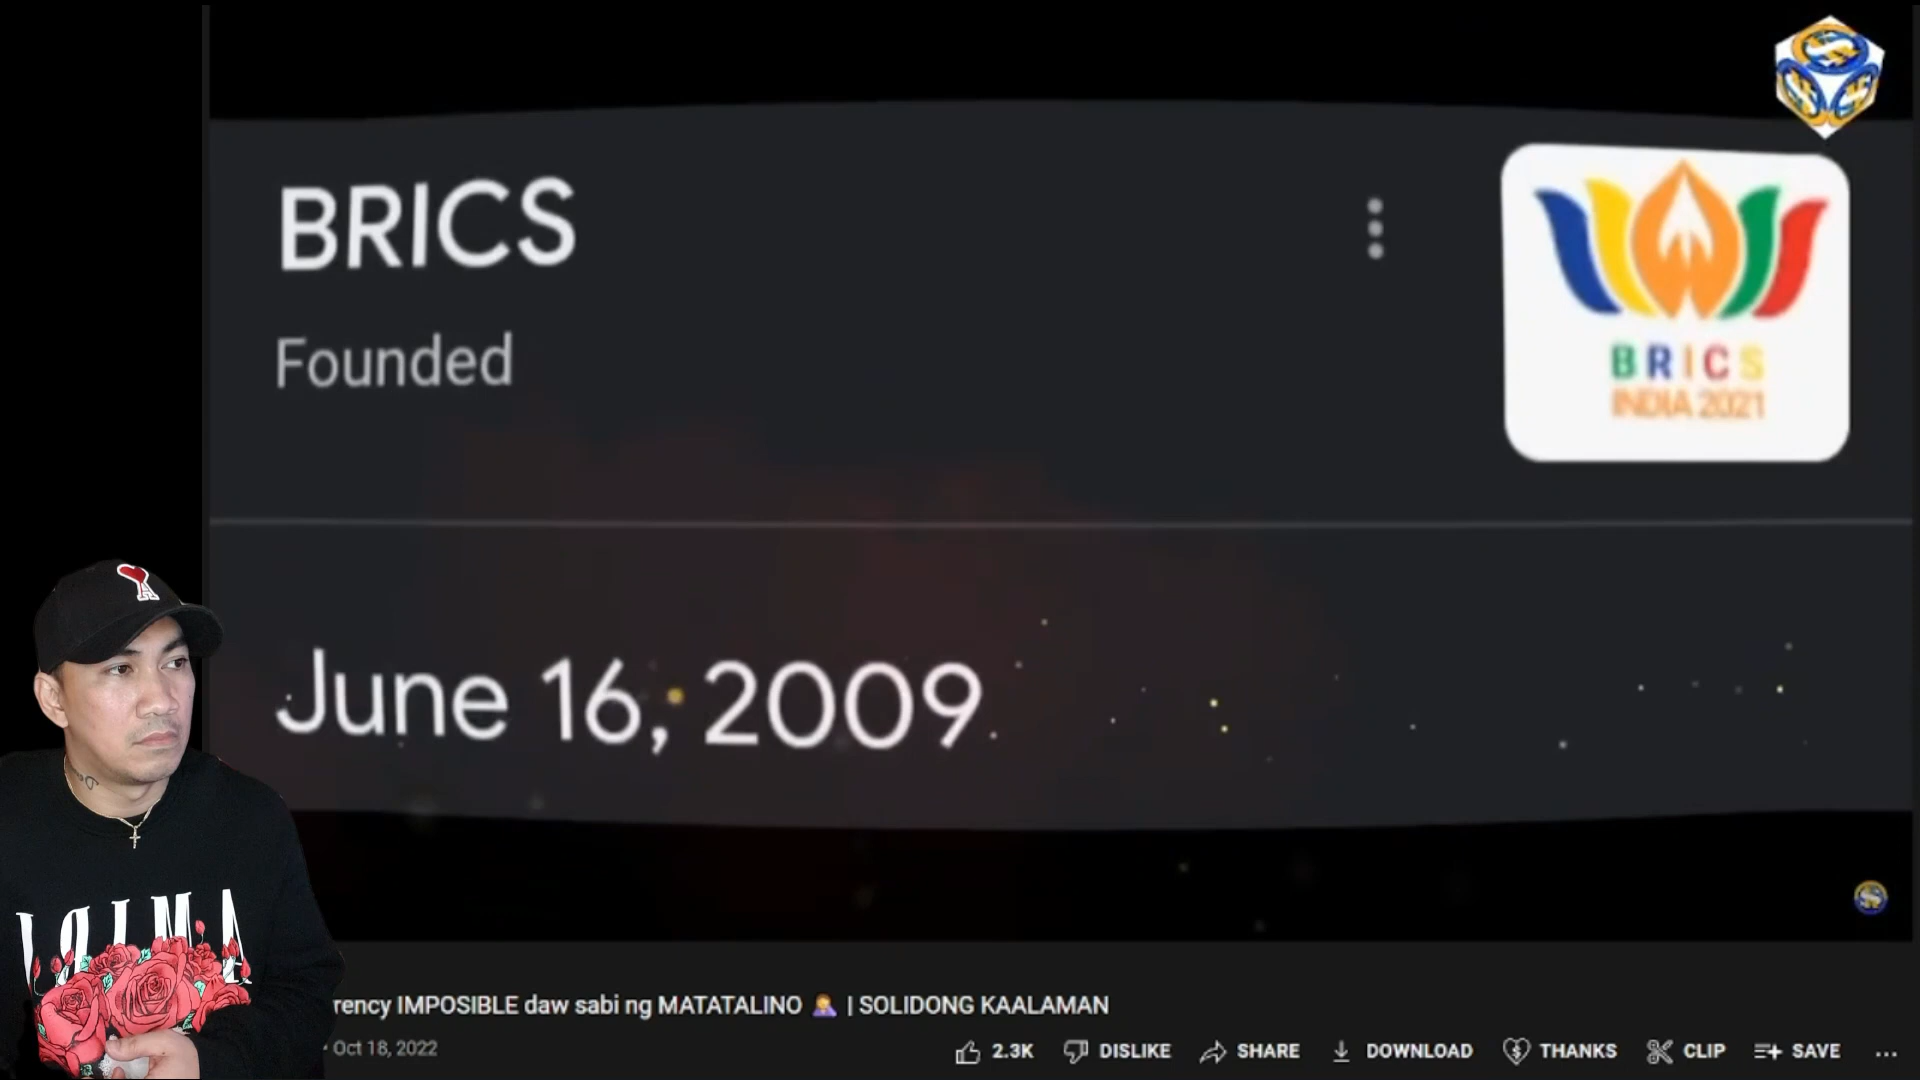 BRICS
Founded
BRICS
INDIA 2021
June 16, 2009
rency IMPOSIBLE daw sabi ng MATATALINO 🤦 | SOLIDONG KAALAMAN
Oct 18, 2022
2.3K DISLIKE SHARE DOWNLOAD THANKS CLIP SAVE